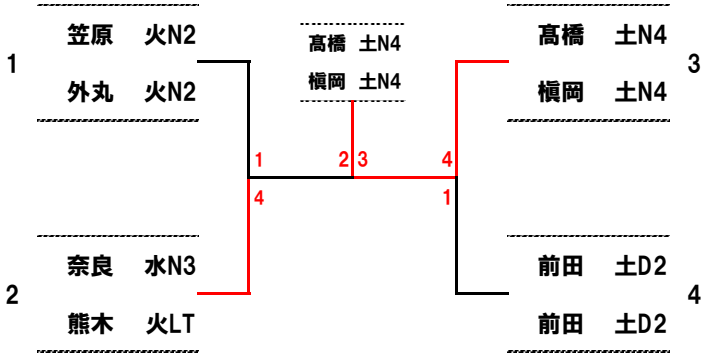 1
笠原 火N2
外丸 火N2
髙橋 土N4
槇岡 土N4
髙橋 土N4
槇岡 土N4
3
1
2 3
4
4
1
2
奈良 水N3
熊木 火LT
前田 土D2
前田 土D2
4